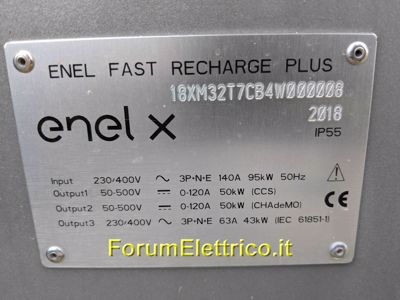 ENEL FAST RECHARGE PLUS
18XM32T7CB4W000008
2018
enel x
IP55
Input 230/400V ~ 3P+N+E 140A 95kW 50Hz
Output1 50-500V ⎓ 0-120A 50kW (CCS)
Output2 50-500V ⎓ 0-120A 50kW (CHAdeMO)
CE
Output3 230/400V ~ 3P+N+E 63A 43kW (IEC 61851-1)
ForumElettrico.it